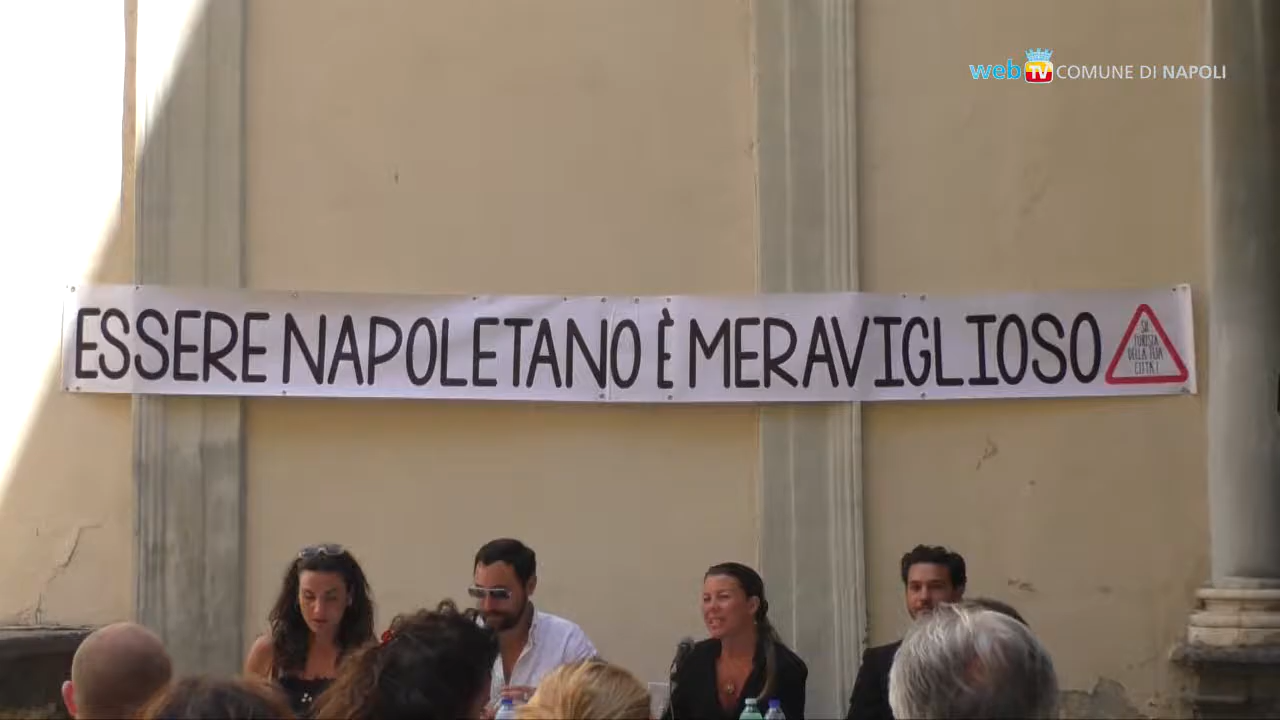 web TV COMUNE DI NAPOLI
ESSERE NAPOLETANO È MERAVIGLIOSO
SII
TURISTA
DELLA TUA
CITTÀ!